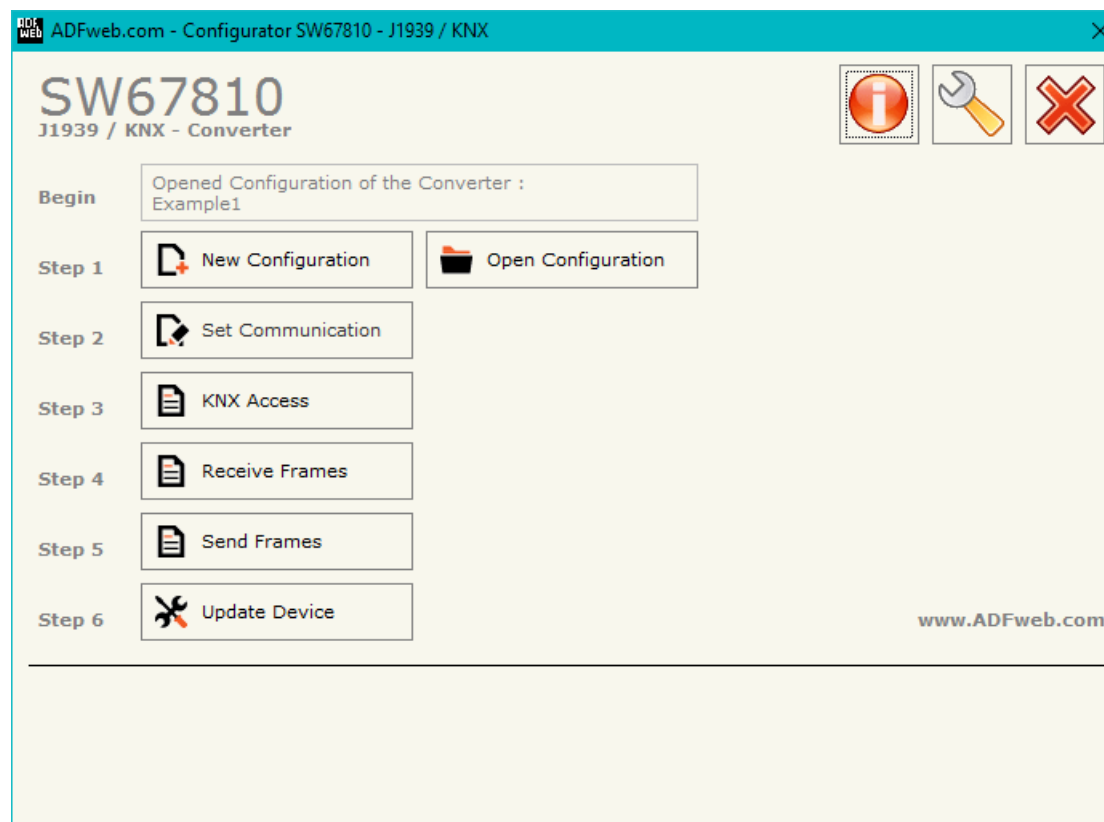 ADF web ADFweb.com - Configurator SW67810 - J1939 / KNX
SW67810
J1939 / KNX - Converter
Begin
Opened Configuration of the Converter :
Example1
Step 1
New Configuration
Open Configuration
Step 2
Set Communication
Step 3
KNX Access
Step 4
Receive Frames
Step 5
Send Frames
Step 6
Update Device
www.ADFweb.com